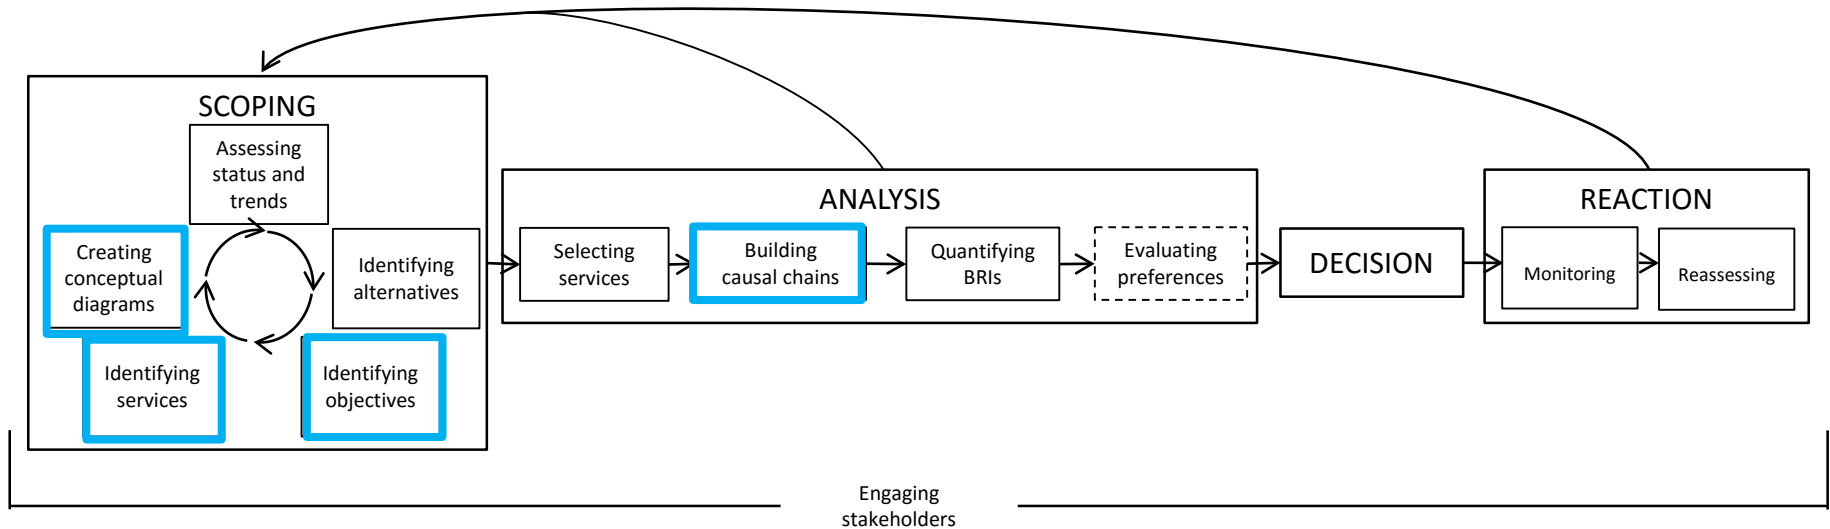 SCOPING
Assessing
status and
trends
Creating
conceptual
diagrams
Identifying
alternatives
Identifying
services
Identifying
objectives
ANALYSIS
Selecting
services
Building
causal chains
Quantifying
BRIs
Evaluating
preferences
DECISION
REACTION
Monitoring
Reassessing
Engaging
stakeholders